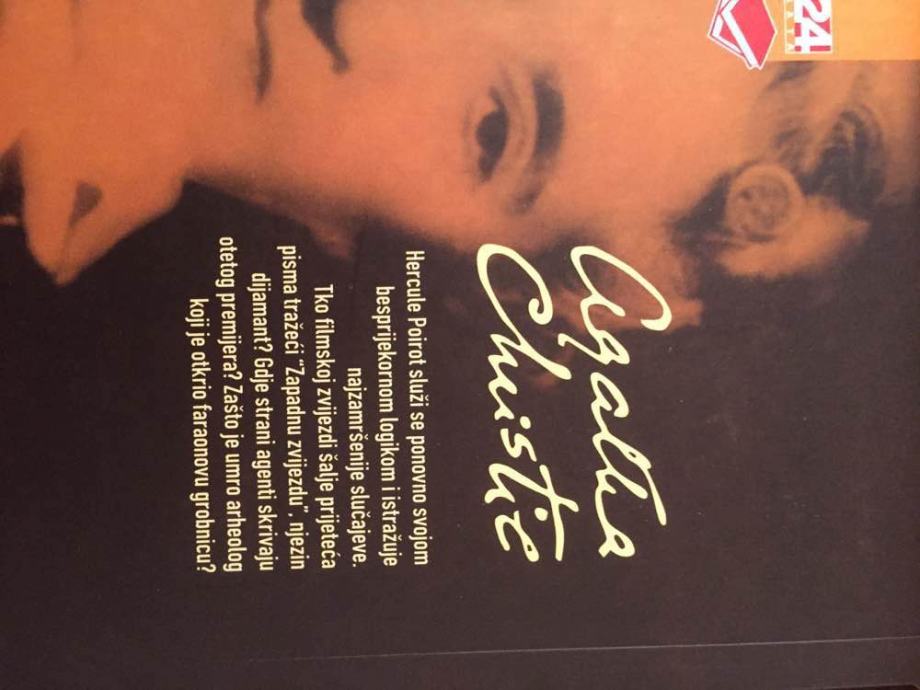 24
Agatha
Christie
Hercule Poirot služi se ponovno svojom
besprijekornom logikom i istražuje
najzamršenije slučajeve.
Tko filmskoj zvijezdi šalje prijeteća
pisma tražeći "Zapadnu zvijezdu", njezin
dijamant? Gdje strani agenti skrivaju
otetog premijera? Zašto je umro arheolog
koji je otkrio faraonovu grobnicu?